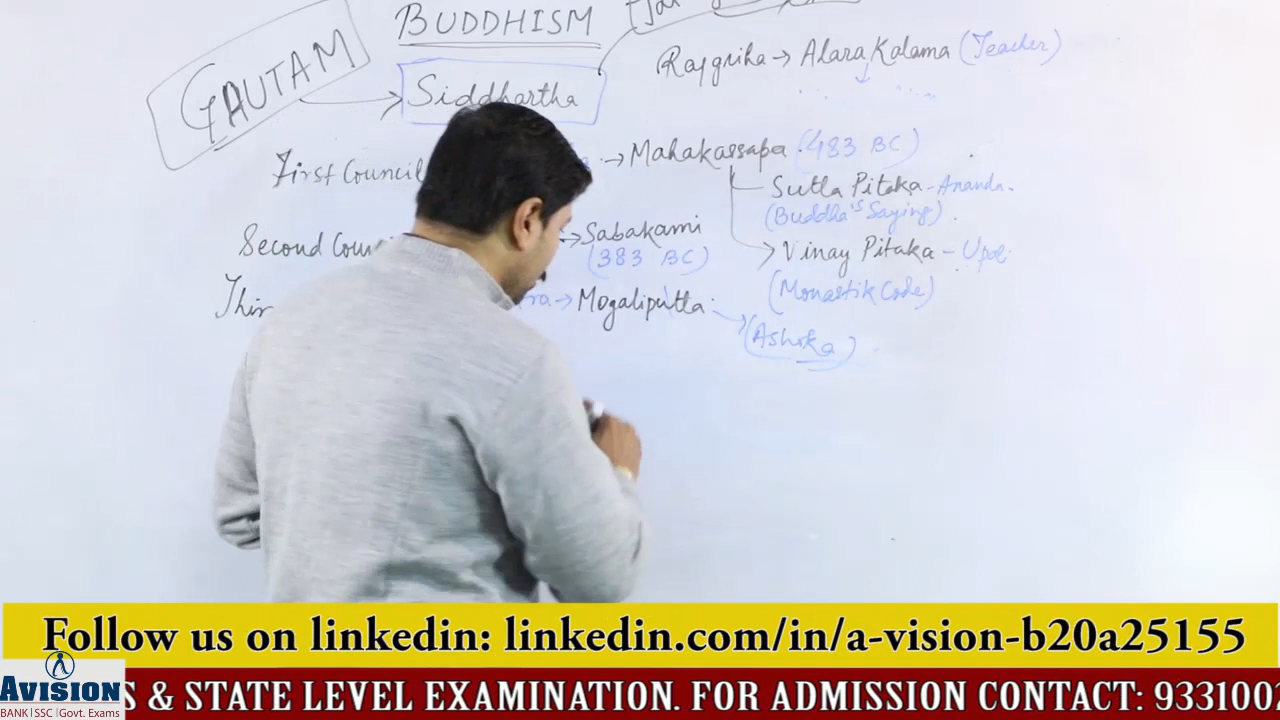 BUDDHISM
GAUTAM
Siddhartha
Rajgriha → Alara Kalama (Teacher)
First Council → Mahakassapa (483 BC)
Sutta Pitaka - Ananda
(Buddha's Saying)
Second → Sabakami
(383 BC)
Vinay Pitaka -
(Monastik Code)
→ Mogaliputta
(Ashoka)
Follow us on linkedin: linkedin.com/in/a-vision-b20a25155
AVISION
BANK|SSC|Govt. Exams
S & STATE LEVEL EXAMINATION. FOR ADMISSION CONTACT: 933100